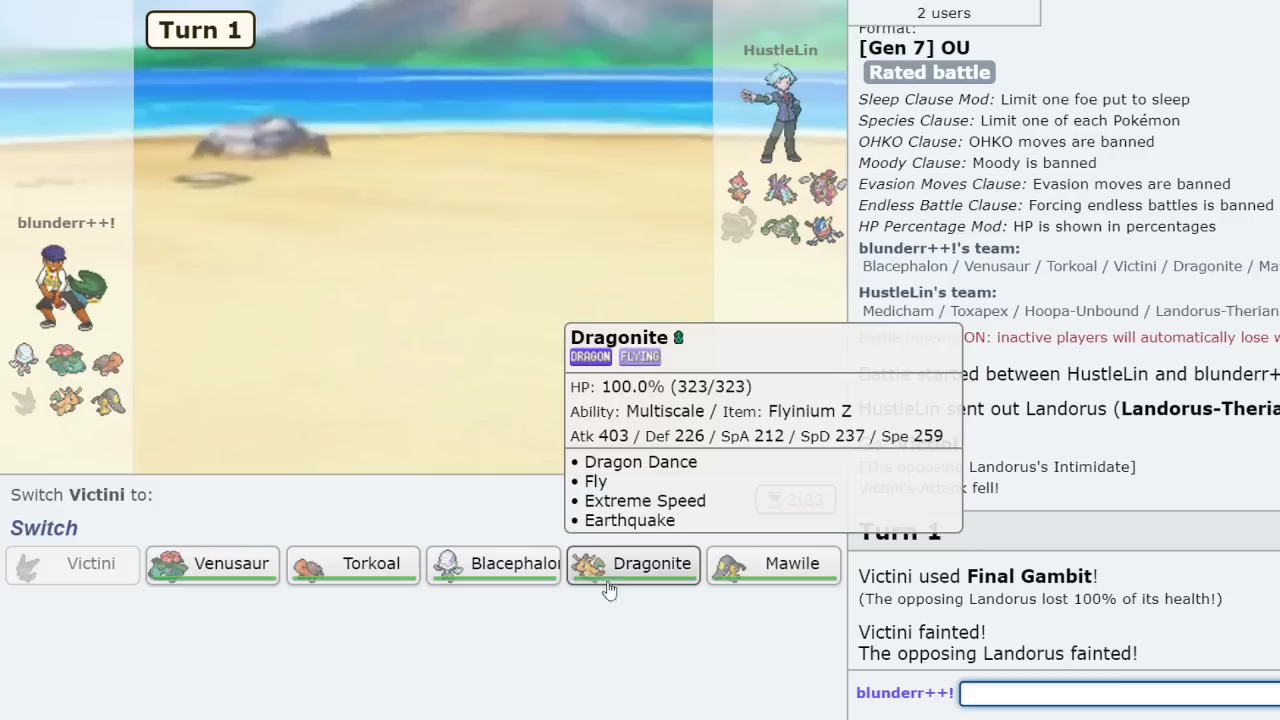 2 users
Turn 1
HustleLin
Format:
[Gen 7] OU
Rated battle
Sleep Clause Mod: Limit one foe put to sleep
Species Clause: Limit one of each Pokémon
OHKO Clause: OHKO moves are banned
Moody Clause: Moody is banned
Evasion Moves Clause: Evasion moves are banned
Endless Battle Clause: Forcing endless battles is banned
HP Percentage Mod: HP is shown in percentages
blunderr++!'s team:
Blacephalon / Venusaur / Torkoal / Victini / Dragonite / Ma
HustleLin's team:
Medicham / Toxapex / Hoopa-Unbound / Landorus-Therian
Battle timer is ON: inactive players will automatically lose w
Battle started between HustleLin and blunderr+
HustleLin sent out Landorus (Landorus-Theria
[The opposing Landorus's Intimidate]
Victini's Attack fell!
Turn 1
Victini used Final Gambit!
(The opposing Landorus lost 100% of its health!)
Victini fainted!
The opposing Landorus fainted!
blunderr++!
blunderr++!
Dragonite
DRAGON FLYING
HP: 100.0% (323/323)
Ability: Multiscale / Item: Flyinium Z
Atk 403 / Def 226 / SpA 212 / SpD 237 / Spe 259
• Dragon Dance
• Fly
• Extreme Speed
• Earthquake
2:23
Switch Victini to:
Switch
Victini
Venusaur
Torkoal
Blacephalo
Dragonite
Mawile